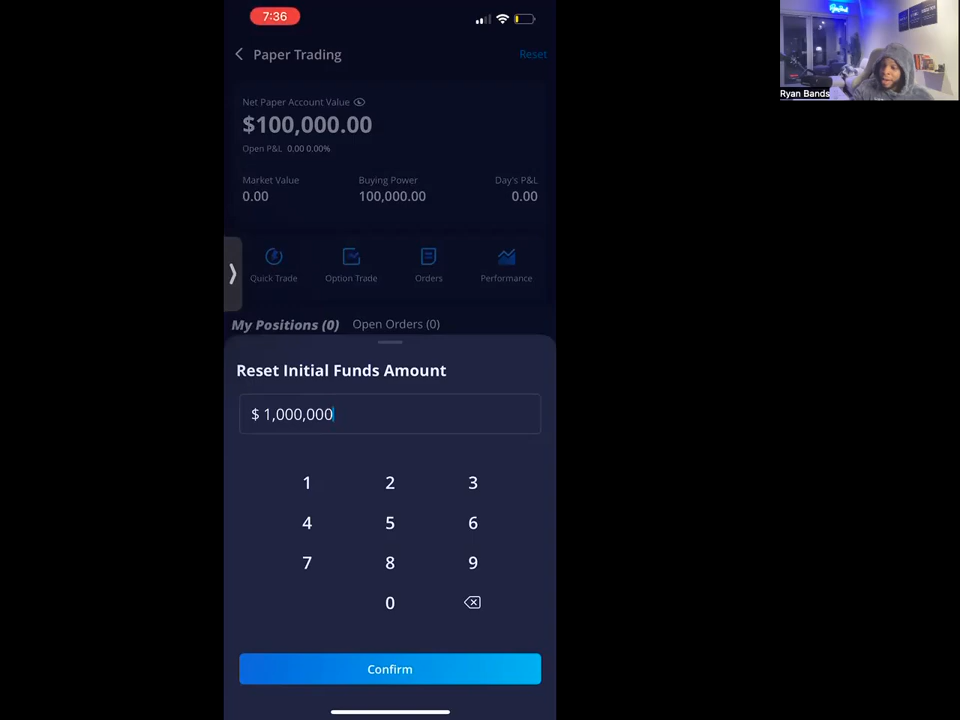 7:36
Paper Trading
Reset
Net Paper Account Value
$100,000.00
Open P&L 0.00 0.00%
Market Value Buying Power Day's P&L
0.00 100,000.00 0.00
Quick Trade Option Trade Orders Performance
My Positions (0) Open Orders (0)
Reset Initial Funds Amount
$ 1,000,000
1 2 3
4 5 6
7 8 9
0
Confirm
Ryan Bands